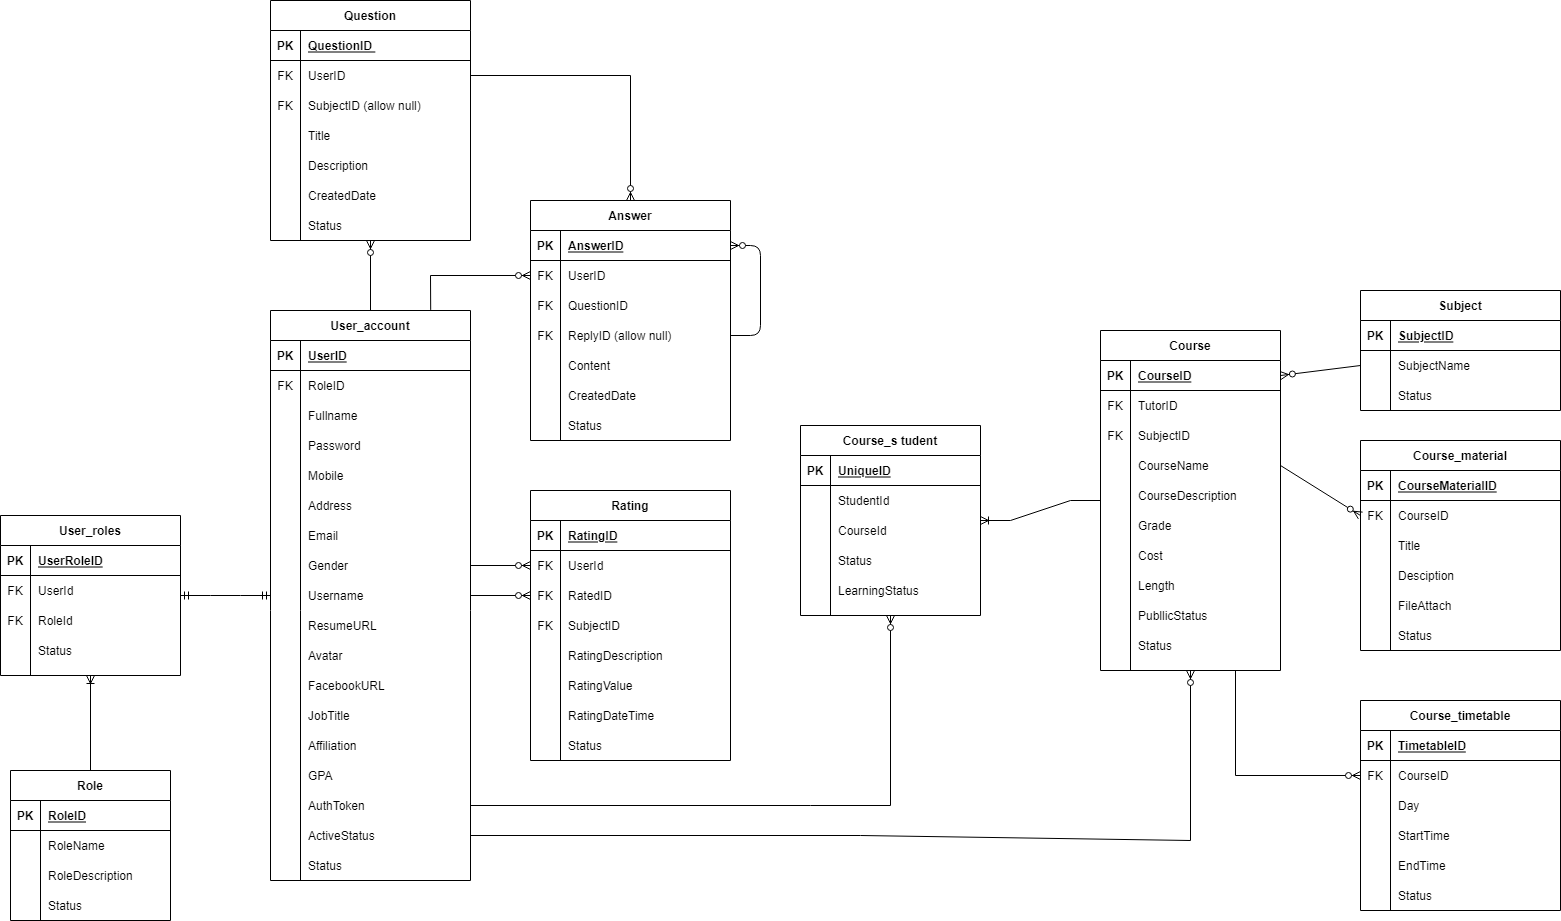 Question
PK QuestionID
FK UserID
FK SubjectID (allow null)
Title
Description
CreatedDate
Status
Answer
PK AnswerID
FK UserID
FK QuestionID
FK ReplyID (allow null)
Content
CreatedDate
Status
User_account
PK UserID
FK RoleID
Fullname
Password
Mobile
Address
Email
Gender
Username
ResumeURL
Avatar
FacebookURL
JobTitle
Affiliation
GPA
AuthToken
ActiveStatus
Status
Rating
PK RatingID
FK UserId
FK RatedID
FK SubjectID
RatingDescription
RatingValue
RatingDateTime
Status
User_roles
PK UserRoleID
FK UserId
FK RoleId
Status
Role
PK RoleID
RoleName
RoleDescription
Status
Course_s tudent
PK UniqueID
StudentId
CourseId
Status
LearningStatus
Course
PK CourseID
FK TutorID
FK SubjectID
CourseName
CourseDescription
Grade
Cost
Length
PubllicStatus
Status
Subject
PK SubjectID
SubjectName
Status
Course_material
PK CourseMaterialID
FK CourseID
Title
Desciption
FileAttach
Status
Course_timetable
PK TimetableID
FK CourseID
Day
StartTime
EndTime
Status